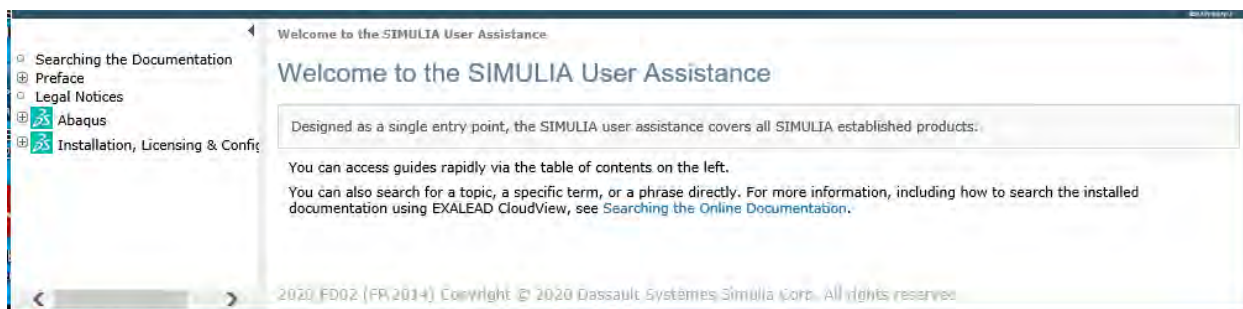 Welcome to the SIMULIA User Assistance
Searching the Documentation
Preface
Legal Notices
Abaqus
Installation, Licensing & Config
Welcome to the SIMULIA User Assistance
Designed as a single entry point, the SIMULIA user assistance covers all SIMULIA established products.
You can access guides rapidly via the table of contents on the left.
You can also search for a topic, a specific term, or a phrase directly. For more information, including how to search the installed
documentation using EXALEAD CloudView, see Searching the Online Documentation.
2020 FD02 (FP.2014) Copyright © 2020 Dassault Systèmes Simulia Corp. All rights reserved